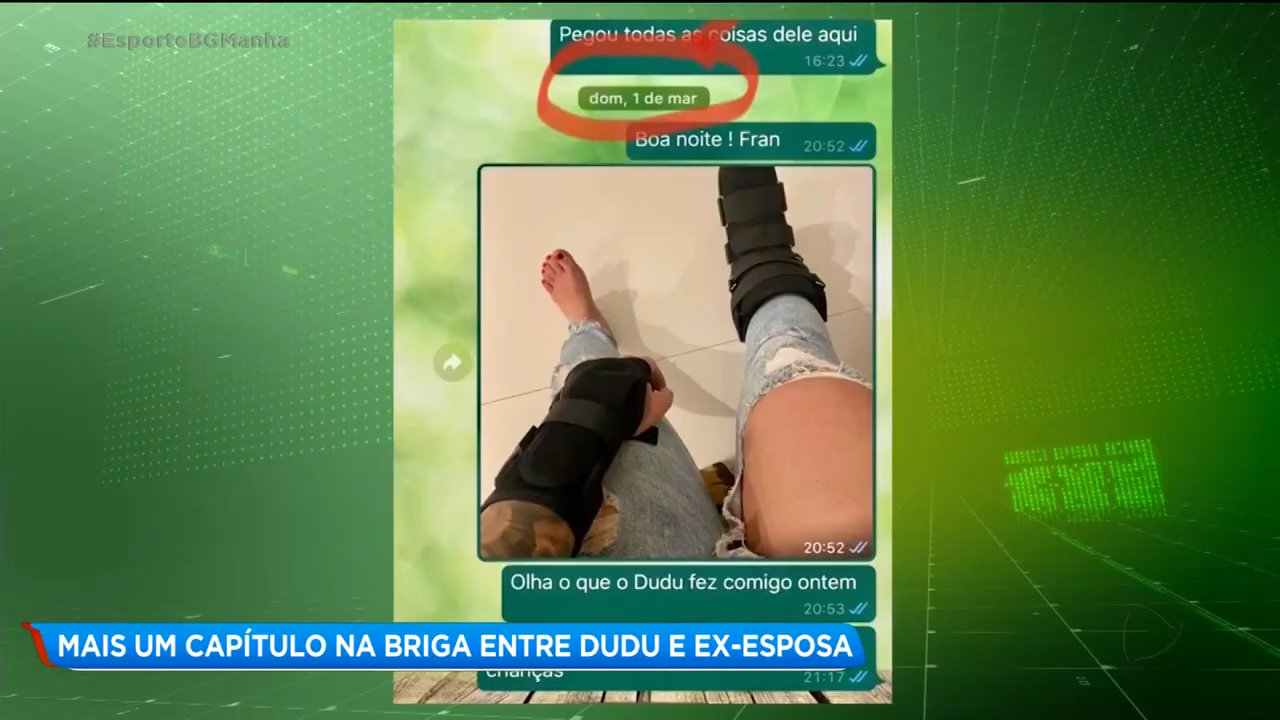 #EsporteBGManha
Pegou todas as coisas dele aqui
16:23
dom, 1 de mar
Boa noite ! Fran
20:52
20:52
Olha o que o Dudu fez comigo ontem
20:53
MAIS UM CAPÍTULO NA BRIGA ENTRE DUDU E EX-ESPOSA
crianças
21:17